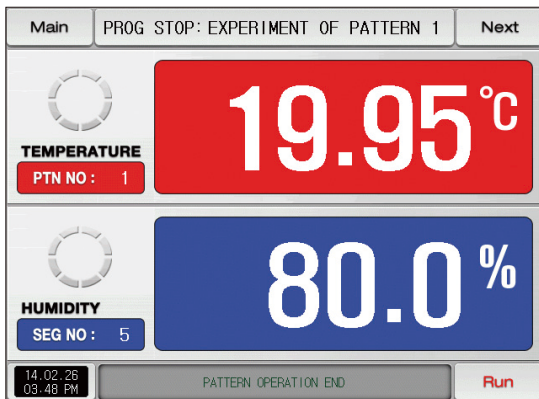 Main
PROG STOP: EXPERIMENT OF PATTERN 1
Next
19.95 °C
TEMPERATURE
PTN NO : 1
80.0 %
HUMIDITY
SEG NO : 5
14.02.26
03:48 PM
PATTERN OPERATION END
Run